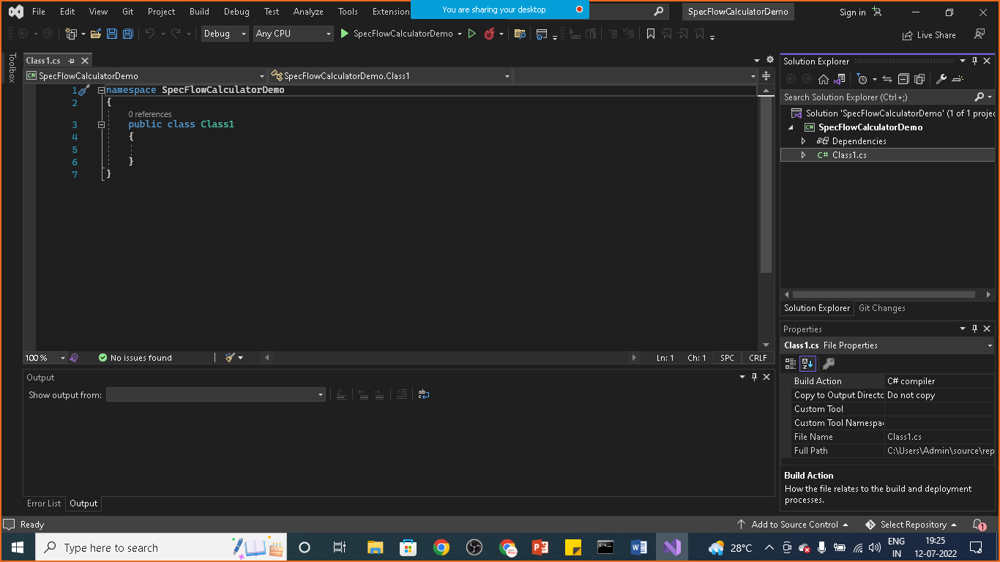 File Edit View Git Project Build Debug Test Analyze Tools Extension
You are sharing your desktop
SpecFlowCalculatorDemo
Sign in
Debug
Any CPU
SpecFlowCalculatorDemo
Live Share
Toolbox
Class1.cs
C# SpecFlowCalculatorDemo
SpecFlowCalculatorDemo.Class1
1 namespace SpecFlowCalculatorDemo
2 {
0 references
3 public class Class1
4 {
5
6 }
7 }
100 %
No issues found
Ln: 1 Ch: 1 SPC CRLF
Output
Show output from:
Error List
Output
Solution Explorer
Search Solution Explorer (Ctrl+;)
Solution 'SpecFlowCalculatorDemo' (1 of 1 projec
C# SpecFlowCalculatorDemo
Dependencies
C# Class1.cs
Solution Explorer
Git Changes
Properties
Class1.cs File Properties
Build Action C# compiler
Copy to Output Directo Do not copy
Custom Tool
Custom Tool Namespa
File Name Class1.cs
Full Path C:\Users\Admin\source\rep
Build Action
How the file relates to the build and deployment
processes.
Ready
Add to Source Control
Select Repository
1
Type here to search
28°C
ENG
IN
19:25
12-07-2022